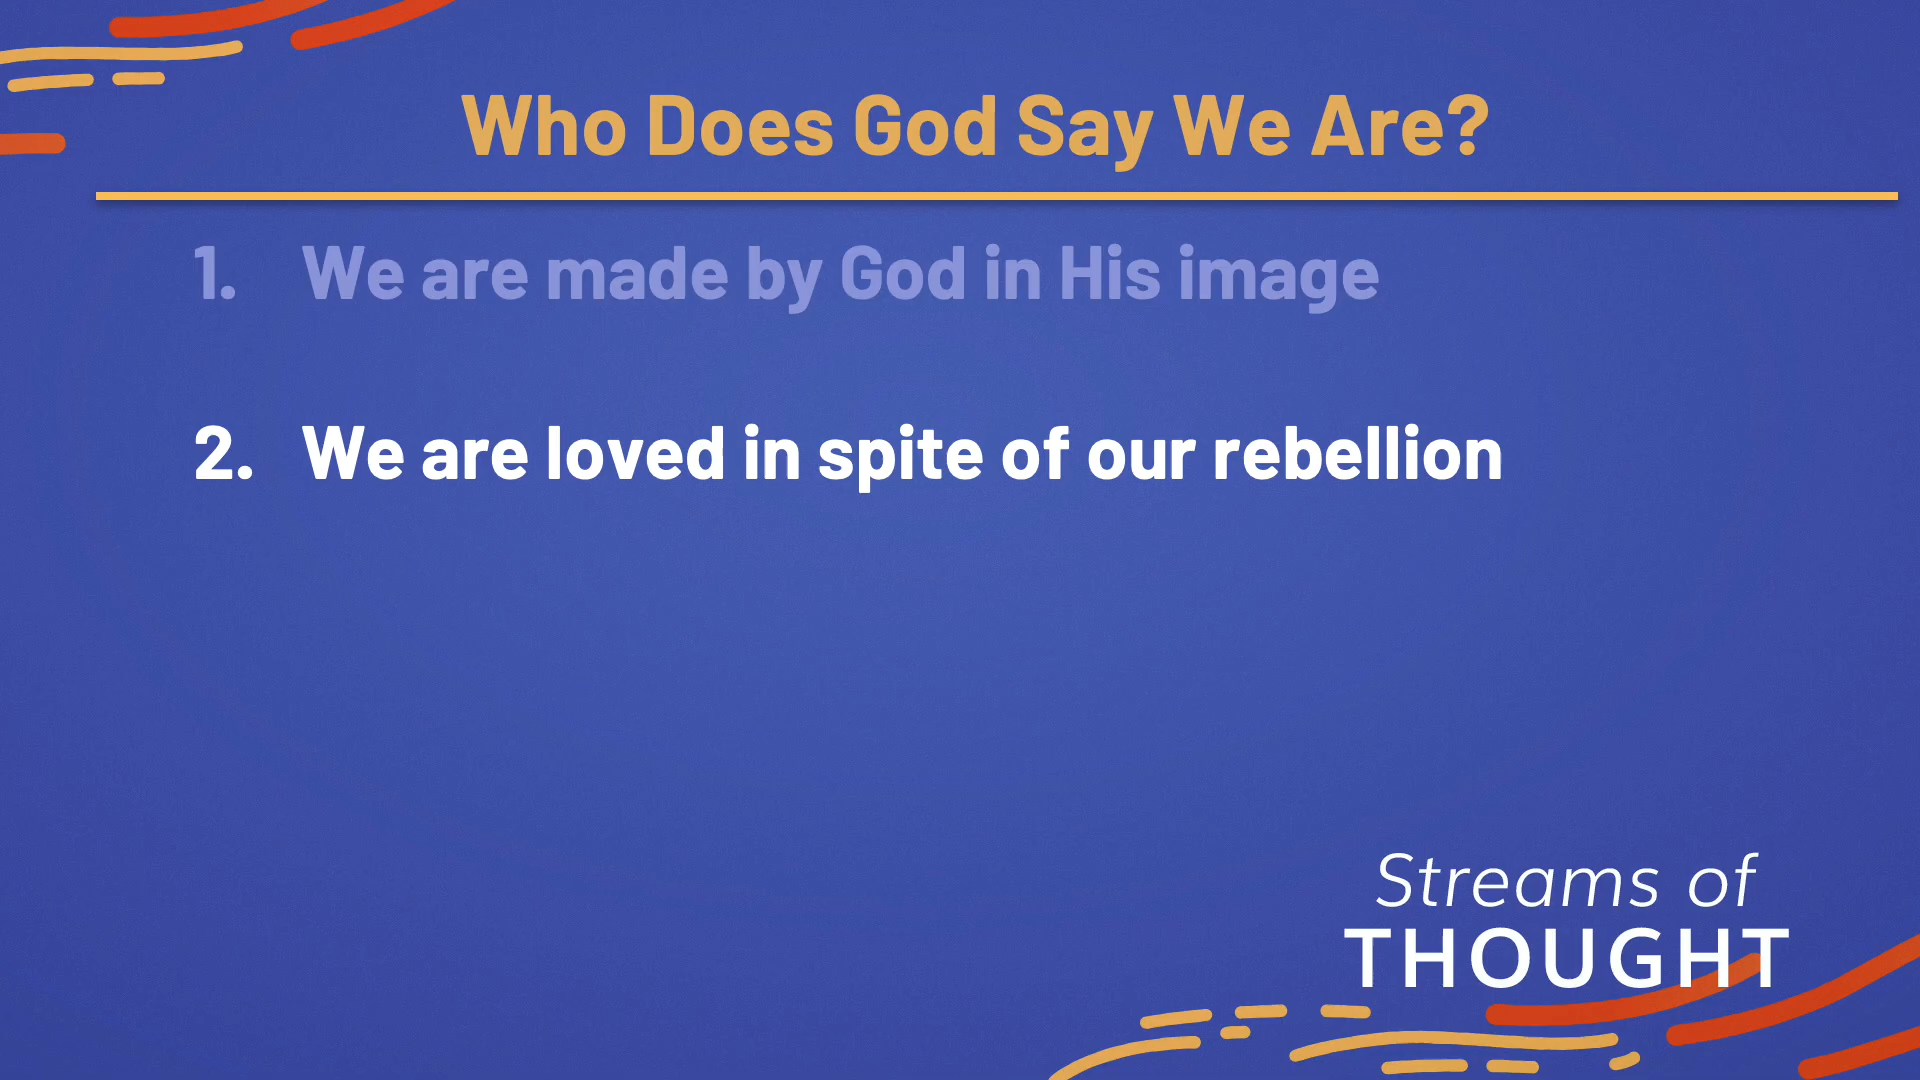 Who Does God Say We Are?
1. We are made by God in His image
2. We are loved in spite of our rebellion
Streams of
THOUGHT